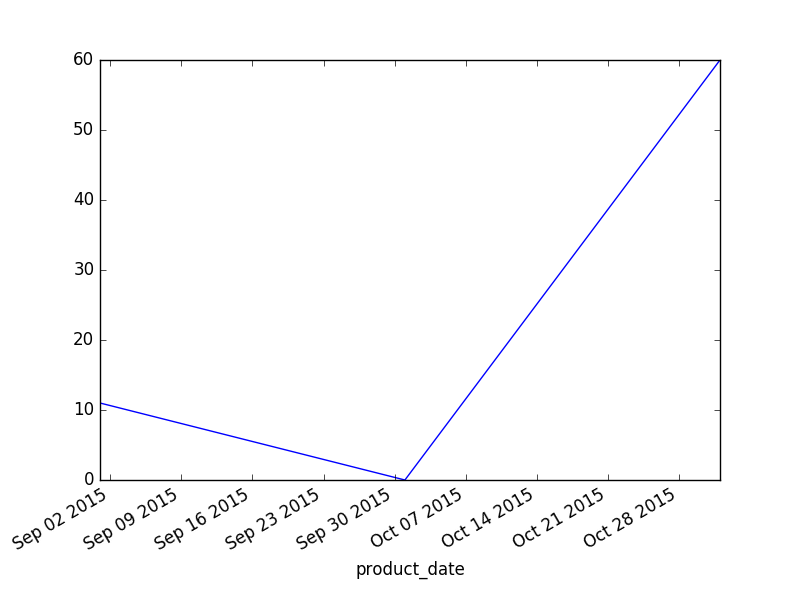 60
50
40
30
20
10
0
Sep 02 2015
Sep 09 2015
Sep 16 2015
Sep 23 2015
Sep 30 2015
Oct 07 2015
Oct 14 2015
Oct 21 2015
Oct 28 2015
product_date